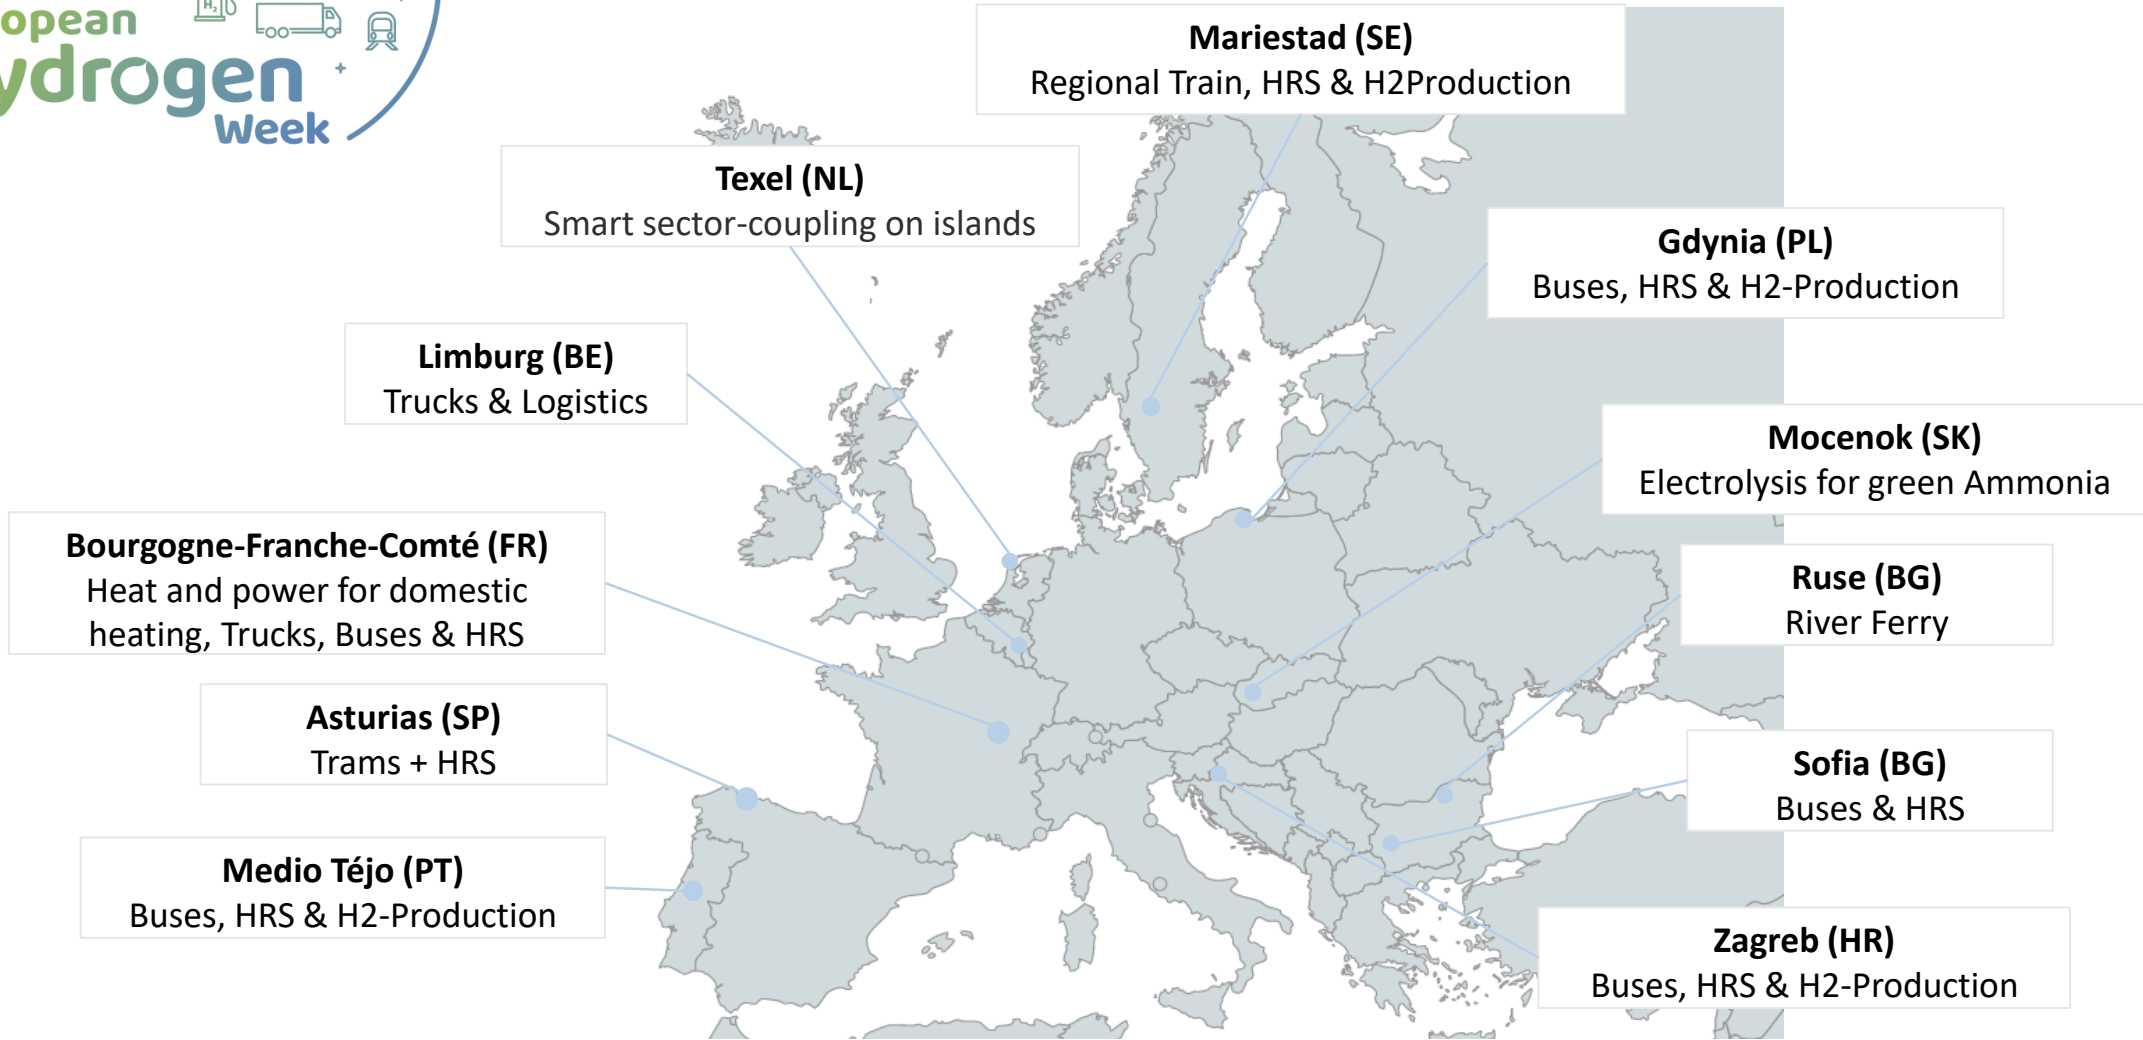 opean
ydrogen
Week
H₂
Mariestad (SE)
Regional Train, HRS & H2Production
Texel (NL)
Smart sector-coupling on islands
Gdynia (PL)
Buses, HRS & H2-Production
Limburg (BE)
Trucks & Logistics
Mocenok (SK)
Electrolysis for green Ammonia
Bourgogne-Franche-Comté (FR)
Heat and power for domestic
heating, Trucks, Buses & HRS
Ruse (BG)
River Ferry
Asturias (SP)
Trams + HRS
Sofia (BG)
Buses & HRS
Medio Téjo (PT)
Buses, HRS & H2-Production
Zagreb (HR)
Buses, HRS & H2-Production